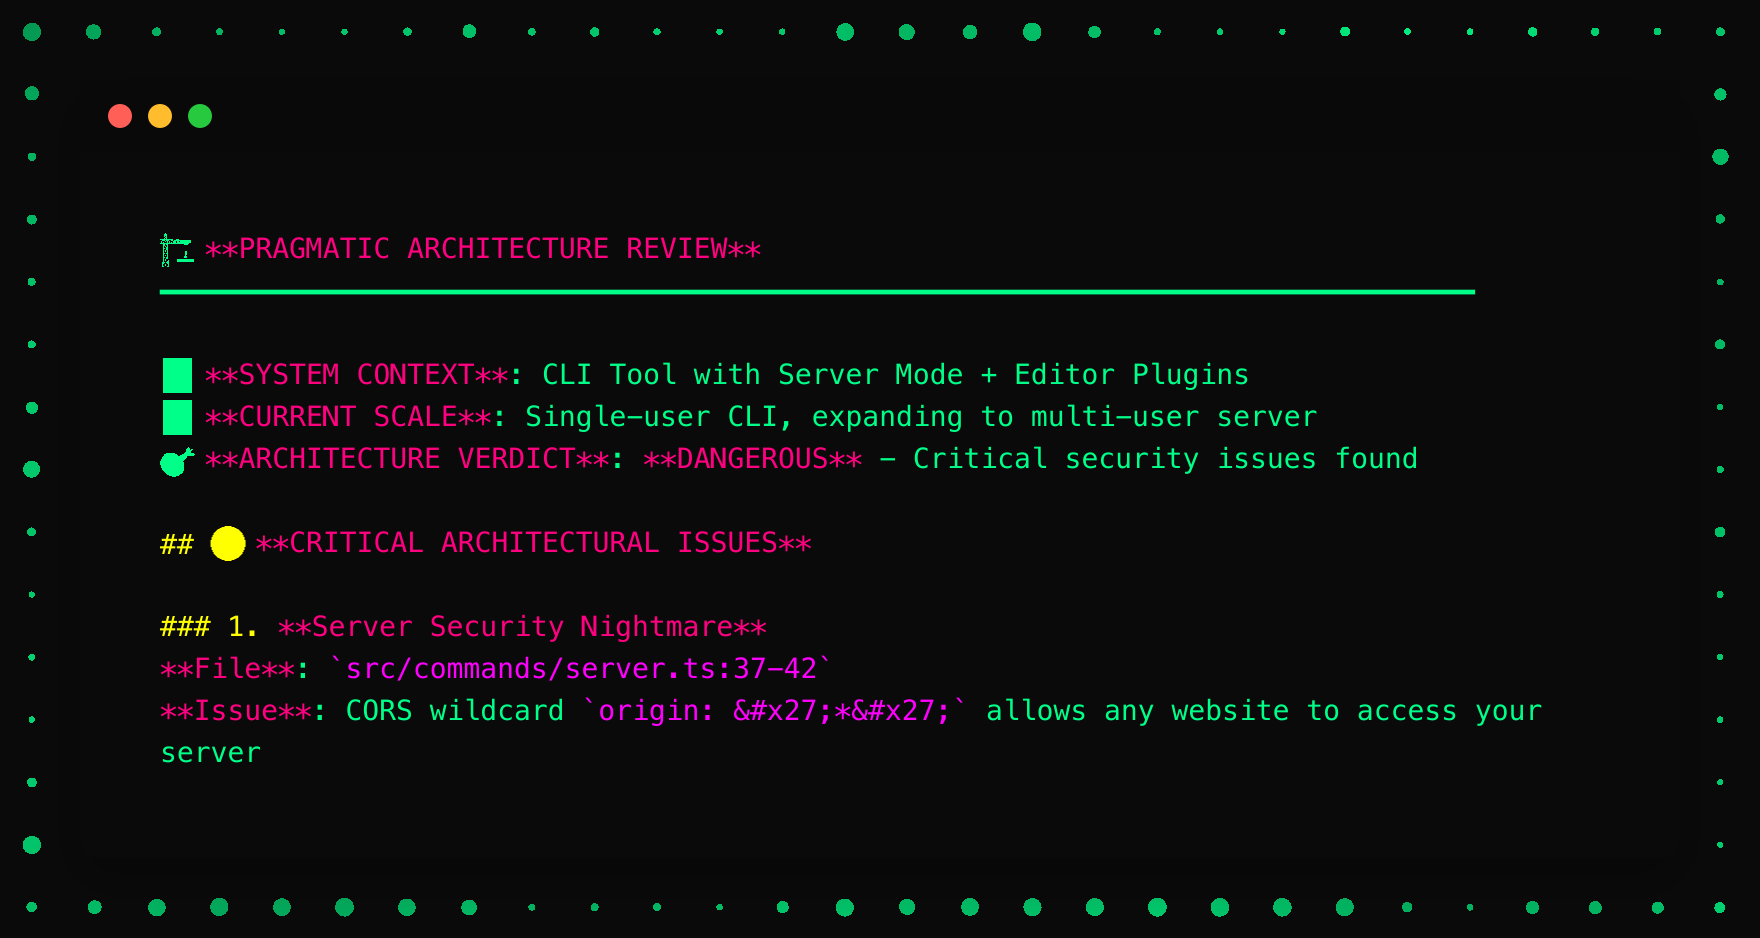 **PRAGMATIC ARCHITECTURE REVIEW**
**SYSTEM CONTEXT**: CLI Tool with Server Mode + Editor Plugins
**CURRENT SCALE**: Single-user CLI, expanding to multi-user server
**ARCHITECTURE VERDICT**: **DANGEROUS** – Critical security issues found
## **CRITICAL ARCHITECTURAL ISSUES**
### 1. **Server Security Nightmare**
**File**: `src/commands/server.ts:37–42`
**Issue**: CORS wildcard `origin: &#x27;*&#x27;` allows any website to access your
server